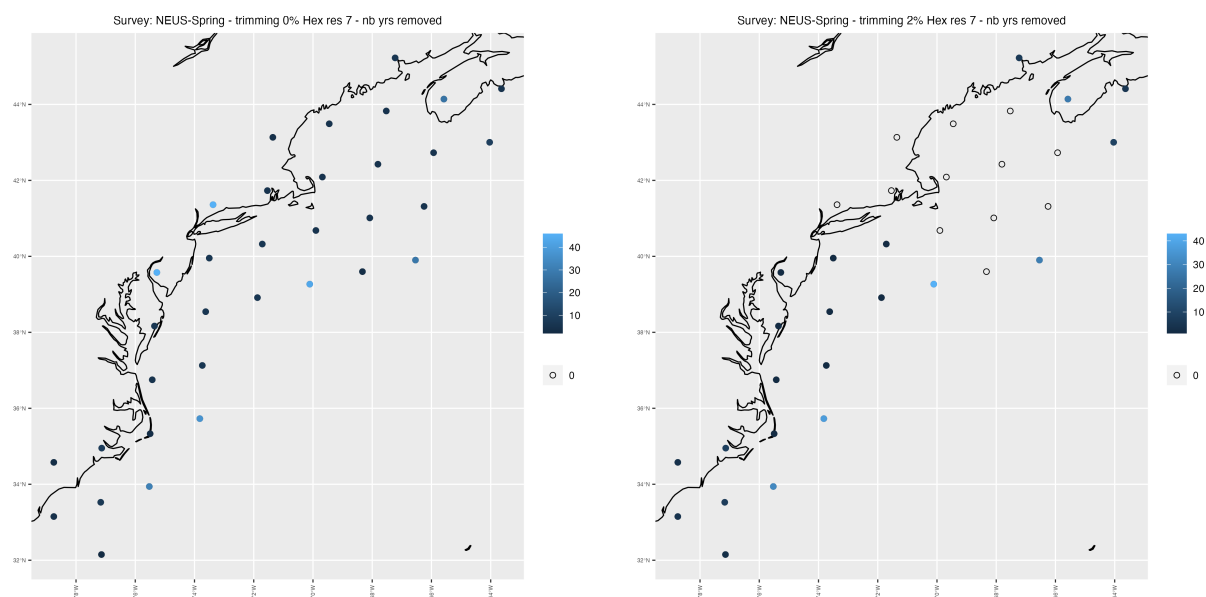 Survey: NEUS-Spring - trimming 0% Hex res 7 - nb yrs removed
44°N
42°N
40°N
38°N
36°N
34°N
32°N
40
30
20
10
0
Survey: NEUS-Spring - trimming 2% Hex res 7 - nb yrs removed
44°N
42°N
40°N
38°N
36°N
34°N
32°N
40
30
20
10
0